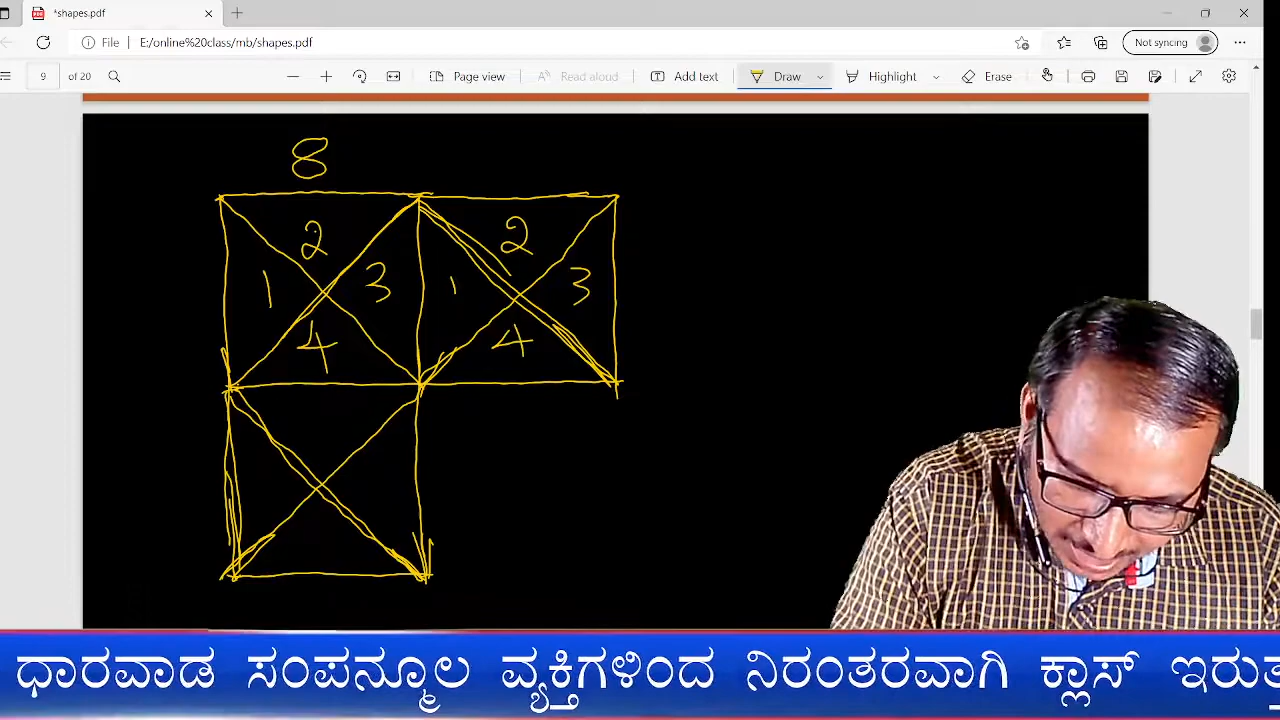 *shapes.pdf
File E:/online%20class/mb/shapes.pdf Not syncing
9 of 20 Page view Read aloud Add text Draw Highlight Erase
8
2 2
1 3 1 3
4 4
ಧಾರವಾಡ ಸಂಪನ್ಮೂಲ ವ್ಯಕ್ತಿಗಳಿಂದ ನಿರಂತರವಾಗಿ ಕ್ಲಾಸ್ ಇರುತ್ತ